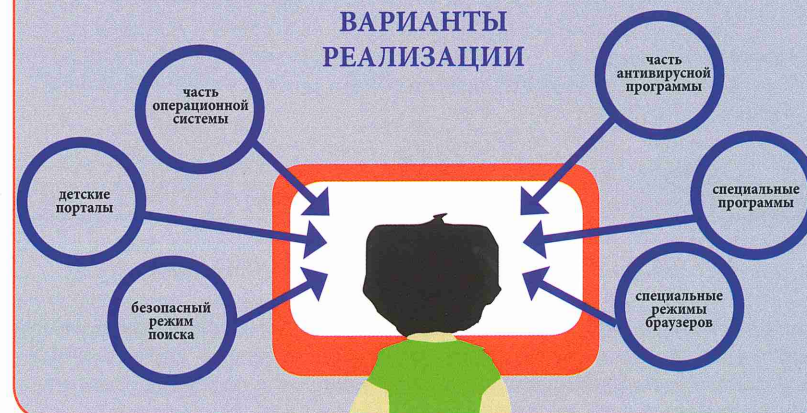 ВАРИАНТЫ
РЕАЛИЗАЦИИ
часть
операционной
системы
часть
антивирусной
программы
детские
порталы
специальные
программы
безопасный
режим
поиска
специальные
режимы
браузеров